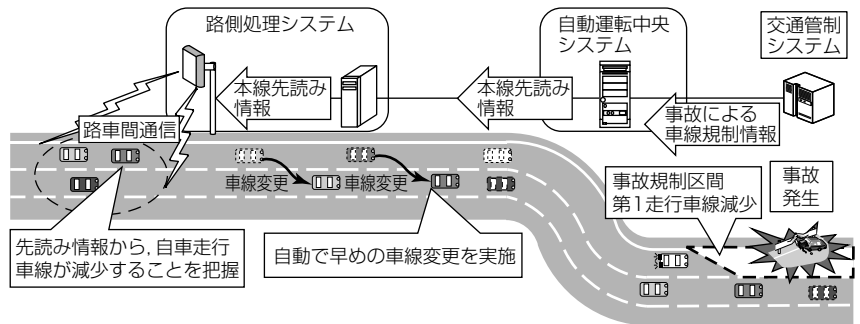 路側処理システム
自動運転中央
システム
交通管制
システム
本線先読み
情報
本線先読み
情報
事故による
車線規制情報
路車間通信
車線変更
車線変更
事故規制区間
第1走行車線減少
事故
発生
先読み情報から,自車走行
車線が減少することを把握
自動で早めの車線変更を実施